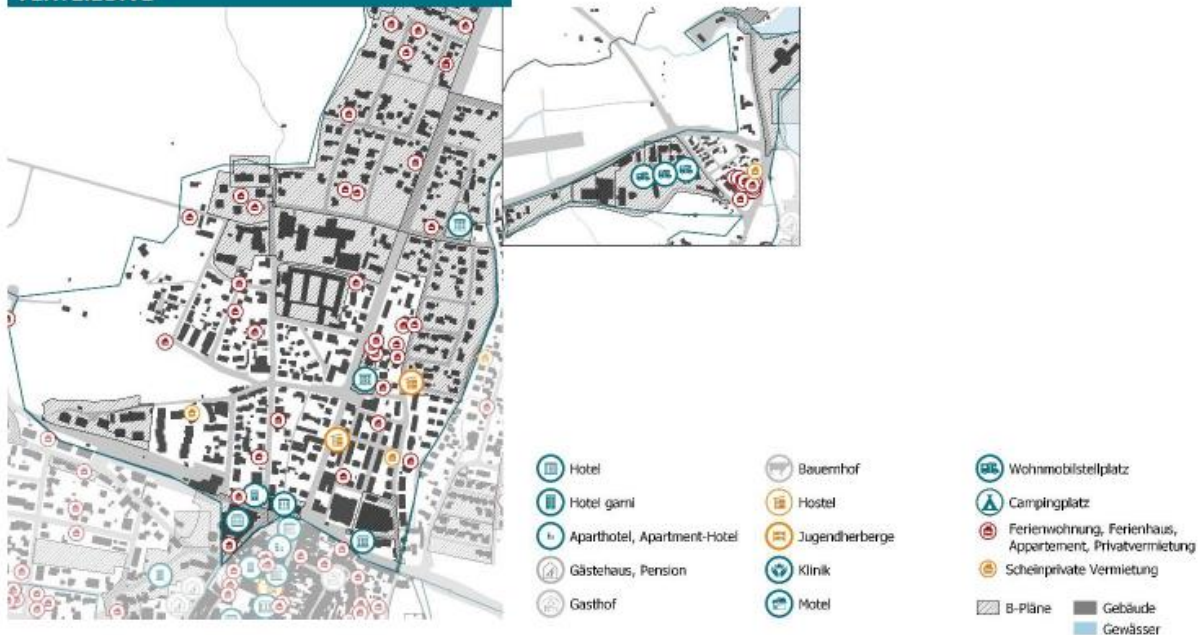 Hotel
Hotel garni
Aparthotel, Apartment-Hotel
Gästehaus, Pension
Gasthof
Bauernhof
Hostel
Jugendherberge
Klinik
Motel
Wohnmobilstellplatz
Campingplatz
Ferienwohnung, Ferienhaus,
Appartement, Privatvermietung
Scheinprivate Vermietung
B-Pläne
Gebäude
Gewässer